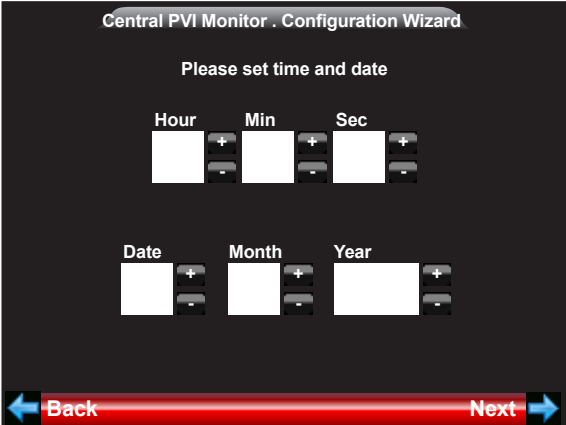 Central PVI Monitor . Configuration Wizard
Please set time and date
Hour Min Sec
+ + +
- - -
Date Month Year
+ + +
- - -
Back Next